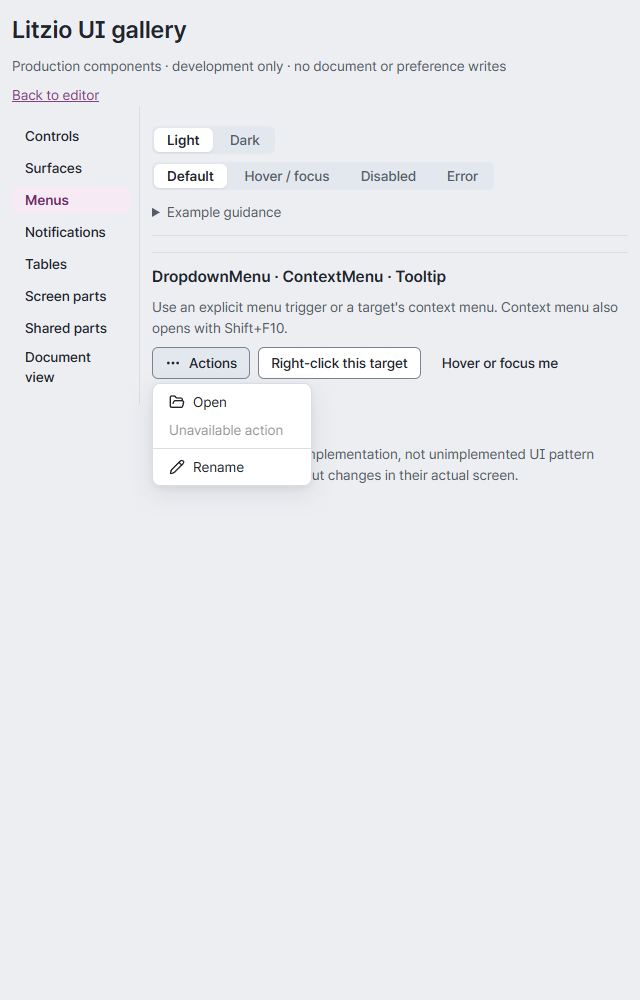 Litzio UI gallery
Production components · development only · no document or preference writes
Back to editor
Controls
Surfaces
Menus
Notifications
Tables
Screen parts
Shared parts
Document
view
Light Dark
Default Hover / focus Disabled Error
Example guidance
DropdownMenu · ContextMenu · Tooltip
Use an explicit menu trigger or a target's context menu. Context menu also
opens with Shift+F10.
Actions Right-click this target Hover or focus me
Open
Unavailable action
Rename
not unimplemented UI pattern
changes in their actual screen.